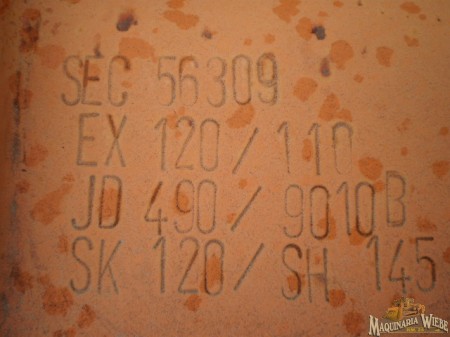 SEC 56309
EX 120/110
JD 490/9010B
SK 120/SH 145
MAQUINARIA WIEBE